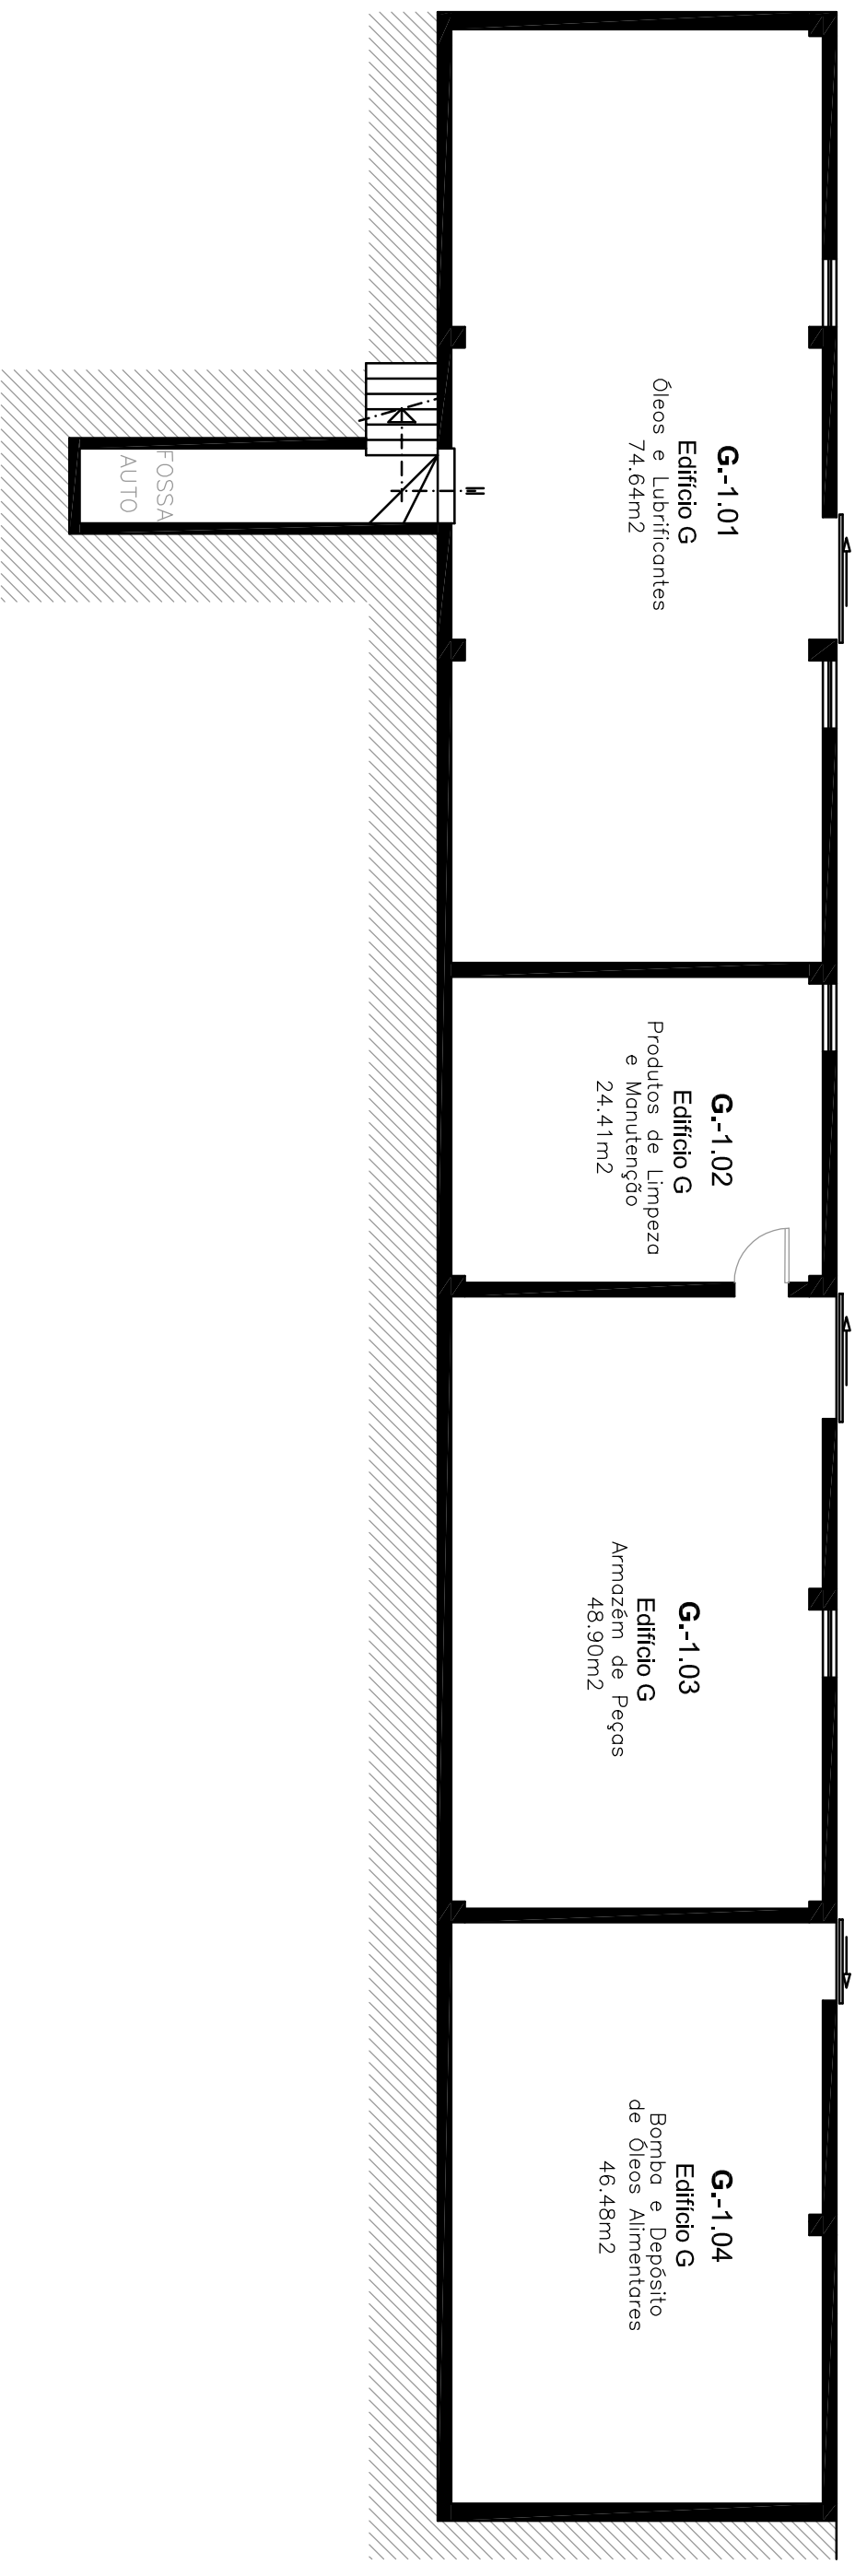 G.-1.01
Edifício G
Óleos e Lubrificantes
74.64m2
FOSSA
AUTO
G.-1.02
Edifício G
Produtos de Limpeza
e Manutenção
24.41m2
G.-1.03
Edifício G
Armazém de Peças
48.90m2
G.-1.04
Edifício G
Bomba e Depósito
de Óleos Alimentares
46.48m2